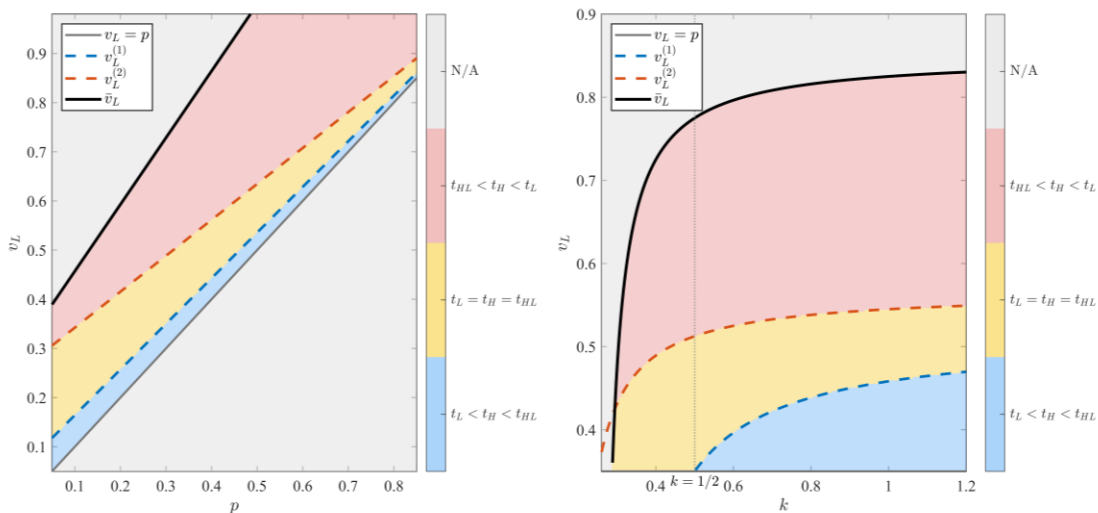 v_L = p
v_L^{(1)}
v_L^{(2)}
\bar{v}_L
0.9
0.8
0.7
0.6
0.5
0.4
0.3
0.2
0.1
v_L
0.1 0.2 0.3 0.4 0.5 0.6 0.7 0.8
p
N/A
t_{HL} < t_H < t_L
t_L = t_H = t_{HL}
t_L < t_H < t_{HL}
v_L = p
v_L^{(1)}
v_L^{(2)}
\bar{v}_L
0.9
0.8
0.7
0.6
0.5
0.4
v_L
k = 1/2
0.4 0.6 0.8 1 1.2
k
N/A
t_{HL} < t_H < t_L
t_L = t_H = t_{HL}
t_L < t_H < t_{HL}